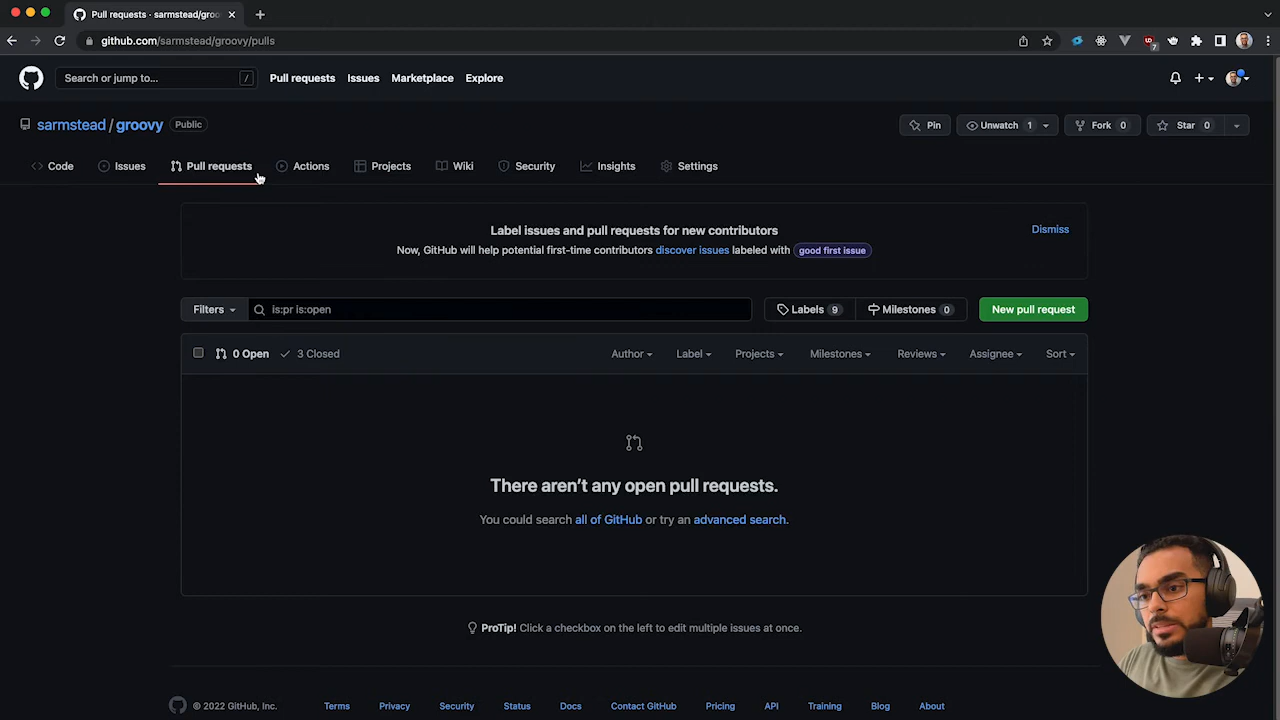 Pull requests · sarmstead/groo
github.com/sarmstead/groovy/pulls
7
Search or jump to... /
Pull requests Issues Marketplace Explore
sarmstead / groovy Public
Pin Unwatch 1 Fork 0 Star 0
Code Issues Pull requests Actions Projects Wiki Security Insights Settings
Label issues and pull requests for new contributors
Dismiss
Now, GitHub will help potential first-time contributors discover issues labeled with good first issue
Filters is:pr is:open Labels 9 Milestones 0 New pull request
0 Open 3 Closed Author Label Projects Milestones Reviews Assignee Sort
There aren’t any open pull requests.
You could search all of GitHub or try an advanced search.
ProTip! Click a checkbox on the left to edit multiple issues at once.
© 2022 GitHub, Inc. Terms Privacy Security Status Docs Contact GitHub Pricing API Training Blog About